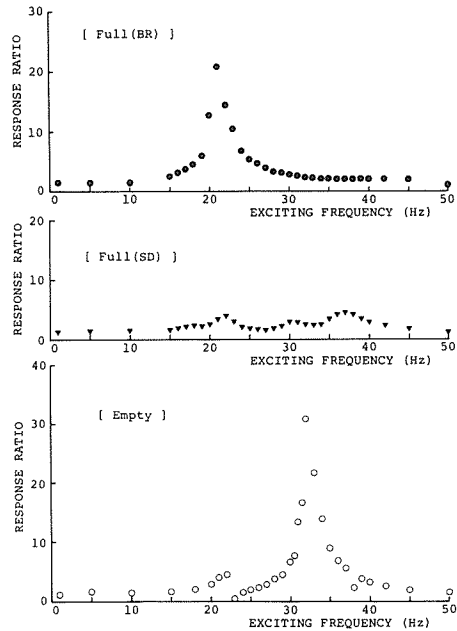 [ Full(BR) ]
RESPONSE RATIO
30
20
10
0
0 10 20 30 40 50
EXCITING FREQUENCY (Hz)
[ Full(SD) ]
RESPONSE RATIO
20
10
0
0 10 20 30 40 50
EXCITING FREQUENCY (Hz)
[ Empty ]
RESPONSE RATIO
40
30
20
10
0
0 10 20 30 40 50
EXCITING FREQUENCY (Hz)